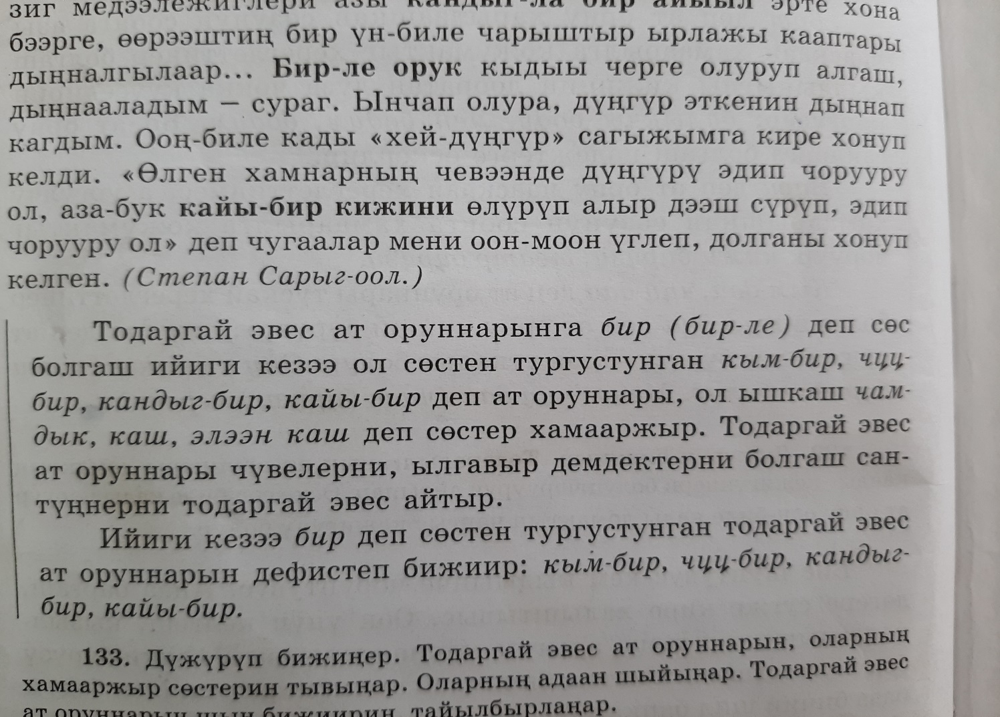 зиг медээлежиглери азы кандыг-ла бир айыыл эрте хона
бээрге, өөрээштиң бир үн-биле чарыштыр ырлажы кааптары
дыңналгылаар... Бир-ле орук кыдыы черге олуруп алгаш,
дыңнааладым — сураг. Ынчап олура, дүңгүр эткенин дыңнап
кагдым. Ооң-биле кады «хей-дүңгүр» сагыжымга кире хонуп
келди. «Өлген хамнарның чевээнде дүңгүрү эдип чорууру
ол, аза-бук кайы-бир кижини өлүрүп алыр дээш сүрүп, эдип
чорууру ол» деп чугаалар мени оон-моон үглеп, долганы хонуп
келген. (Степан Сарыг-оол.)
Тодаргай эвес ат оруннарынга бир (бир-ле) деп сөс
болгаш ийиги кезээ ол сөстен тургустунган кым-бир, чүү-
бир, кандыг-бир, кайы-бир деп ат оруннары, ол ышкаш чам-
дык, каш, элээн каш деп сөстер хамааржыр. Тодаргай эвес
ат оруннары чүвелерни, ылгавыр демдектерни болгаш сан-
түңнерни тодаргай эвес айтыр.
Ийиги кезээ бир деп сөстен тургустунган тодаргай эвес
ат оруннарын дефистеп бижиир: кым-бир, чүү-бир, кандыг-
бир, кайы-бир.
133. Дүжүрүп бижиңер. Тодаргай эвес ат оруннарын, оларның
хамааржыр сөстерин тывыңар. Оларның адаан шыйыңар. Тодаргай эвес
ат оруннарын шын бижиирин тайылбырлаңар.